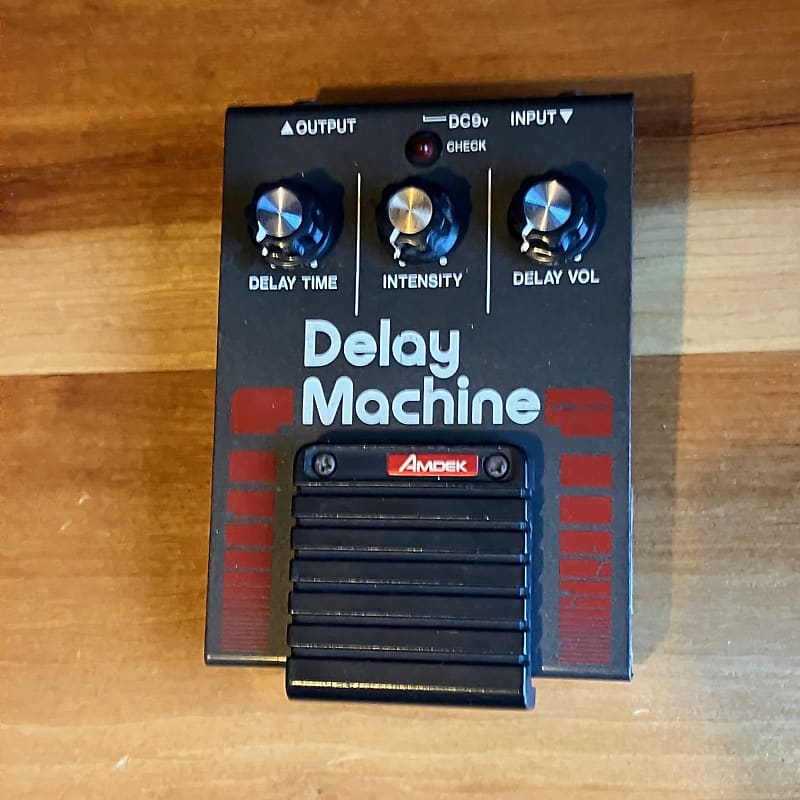 ▲OUTPUT DC9v INPUT▼
CHECK
DELAY TIME INTENSITY DELAY VOL
Delay
Machine
AMDEK